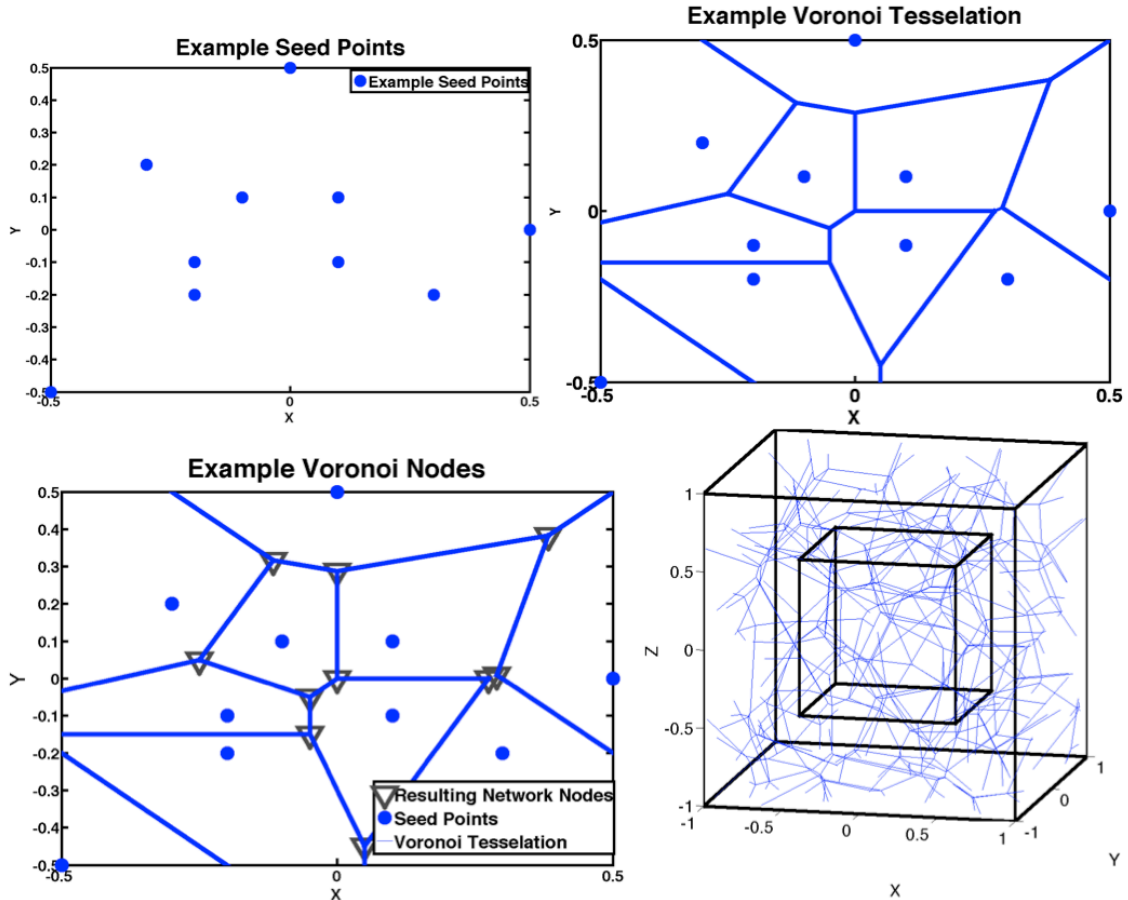 Example Seed Points
Example Seed Points
0.5
0.4
0.3
0.2
0.1
0
-0.1
-0.2
-0.3
-0.4
-0.5
Y
-0.5
0
0.5
X
Example Voronoi Tesselation
0.5
0
-0.5
Y
-0.5
0
0.5
X
Example Voronoi Nodes
0.5
0.4
0.3
0.2
0.1
0
-0.1
-0.2
-0.3
-0.4
-0.5
Y
Resulting Network Nodes
Seed Points
Voronoi Tesselation
-0.5
0
0.5
X
1
0.5
0
-0.5
-1
Z
-1
-0.5
0
0.5
1
X
-1
0
1
Y